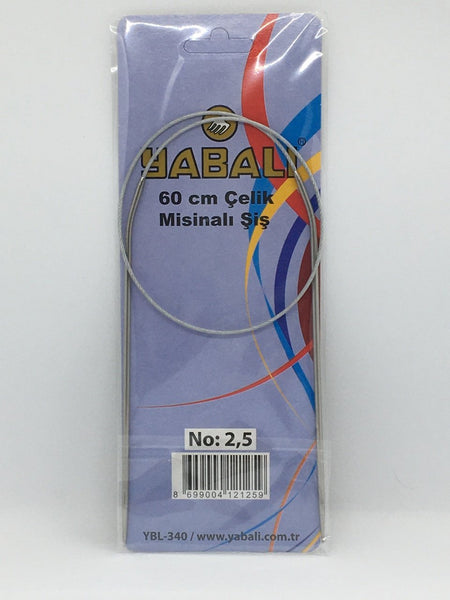 YABALI®
60 cm Çelik
Misinalı Şiş
No: 2,5
8 699004 121259
YBL-340 / www.yabali.com.tr